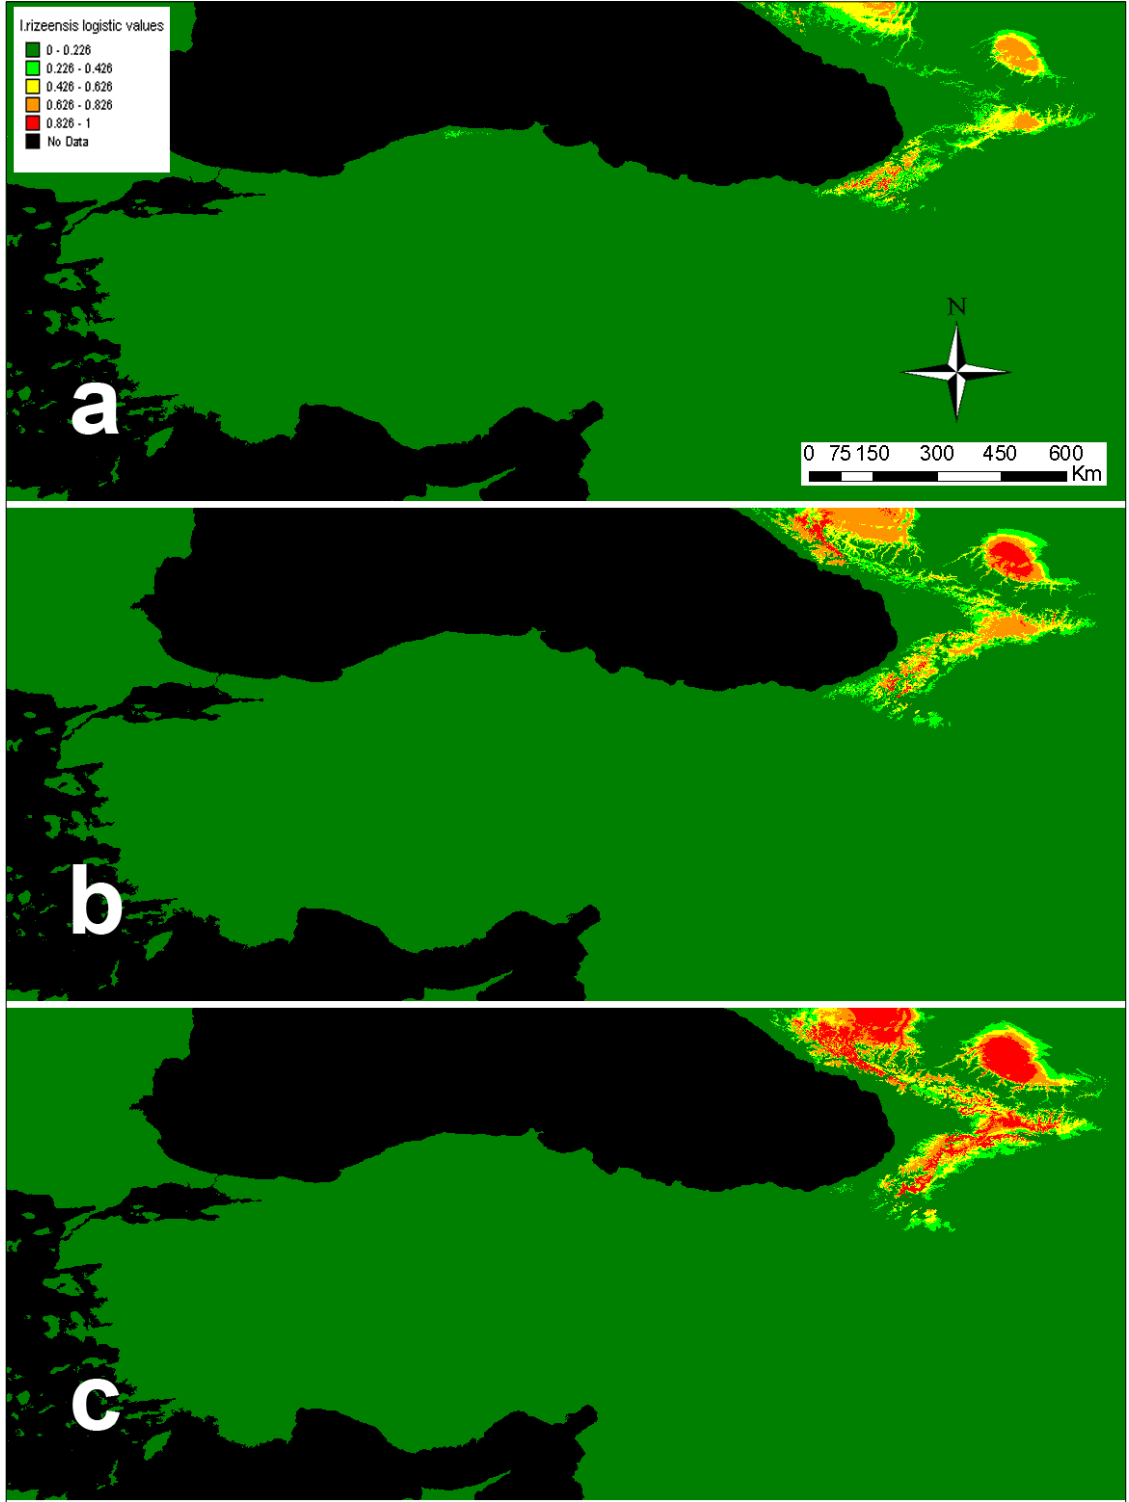 I.rizeensis logistic values
0 - 0.226
0.226 - 0.426
0.426 - 0.626
0.626 - 0.826
0.826 - 1
No Data
N
a
0 75 150 300 450 600
Km
b
c